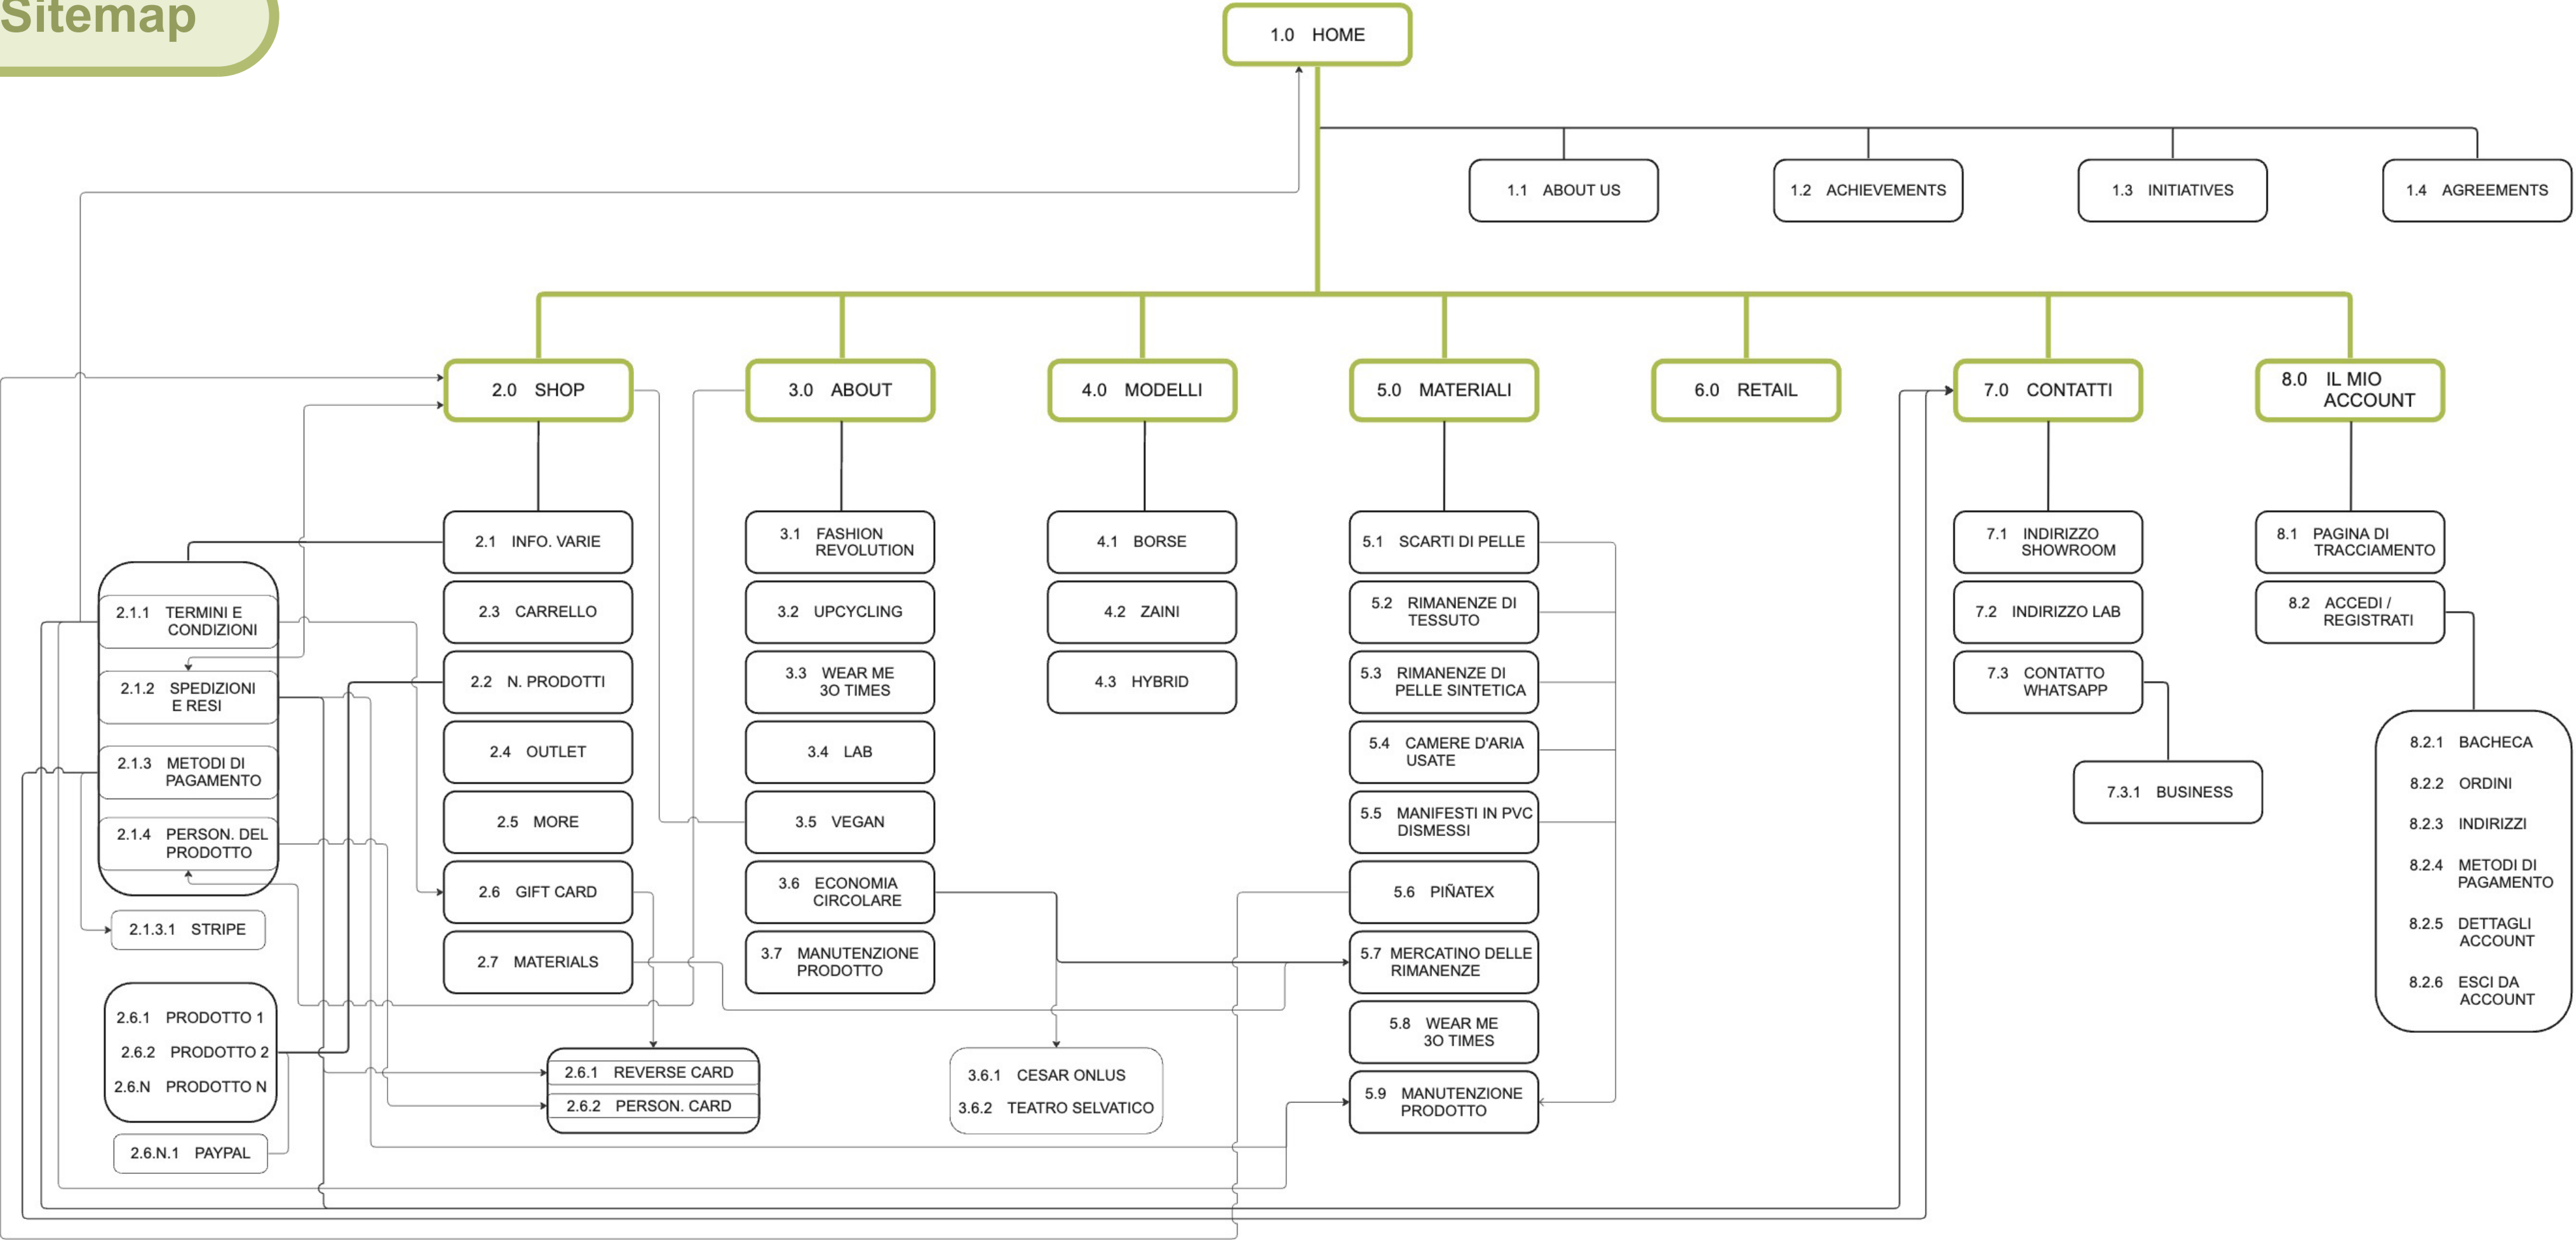 Sitemap
1.0 HOME
1.1 ABOUT US
1.2 ACHIEVEMENTS
1.3 INITIATIVES
1.4 AGREEMENTS
2.0 SHOP
3.0 ABOUT
4.0 MODELLI
5.0 MATERIALI
6.0 RETAIL
7.0 CONTATTI
8.0 IL MIO
ACCOUNT
2.1 INFO. VARIE
2.3 CARRELLO
2.2 N. PRODOTTI
2.4 OUTLET
2.5 MORE
2.6 GIFT CARD
2.7 MATERIALS
2.1.1 TERMINI E
CONDIZIONI
2.1.2 SPEDIZIONI
E RESI
2.1.3 METODI DI
PAGAMENTO
2.1.4 PERSON. DEL
PRODOTTO
2.1.3.1 STRIPE
2.6.1 PRODOTTO 1
2.6.2 PRODOTTO 2
2.6.N PRODOTTO N
2.6.N.1 PAYPAL
2.6.1 REVERSE CARD
2.6.2 PERSON. CARD
3.1 FASHION
REVOLUTION
3.2 UPCYCLING
3.3 WEAR ME
3O TIMES
3.4 LAB
3.5 VEGAN
3.6 ECONOMIA
CIRCOLARE
3.7 MANUTENZIONE
PRODOTTO
3.6.1 CESAR ONLUS
3.6.2 TEATRO SELVATICO
4.1 BORSE
4.2 ZAINI
4.3 HYBRID
5.1 SCARTI DI PELLE
5.2 RIMANENZE DI
TESSUTO
5.3 RIMANENZE DI
PELLE SINTETICA
5.4 CAMERE D'ARIA
USATE
5.5 MANIFESTI IN PVC
DISMESSI
5.6 PIÑATEX
5.7 MERCATINO DELLE
RIMANENZE
5.8 WEAR ME
3O TIMES
5.9 MANUTENZIONE
PRODOTTO
7.1 INDIRIZZO
SHOWROOM
7.2 INDIRIZZO LAB
7.3 CONTATTO
WHATSAPP
7.3.1 BUSINESS
8.1 PAGINA DI
TRACCIAMENTO
8.2 ACCEDI /
REGISTRATI
8.2.1 BACHECA
8.2.2 ORDINI
8.2.3 INDIRIZZI
8.2.4 METODI DI
PAGAMENTO
8.2.5 DETTAGLI
ACCOUNT
8.2.6 ESCI DA
ACCOUNT